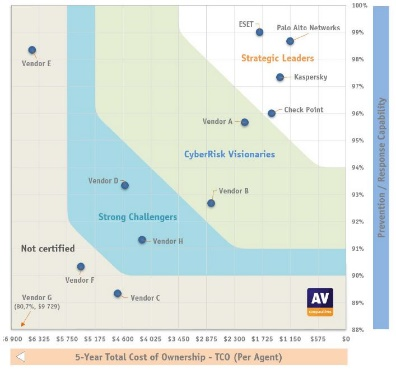 100%
ESET
Palo Alto Networks
99%
Strategic Leaders
Vendor E
98%
Kaspersky
97%
Check Point
96%
Vendor A
95%
CyberRisk Visionaries
94%
Vendor D
Vendor B
93%
Strong Challengers
92%
Not certified
Vendor H
91%
Vendor F
90%
Vendor G
(80,7%, $9 729)
Vendor C
AV
89%
88%
$6 900 $6 325 $5 750 $5 175 $4 600 $4 025 $3 450 $2 875 $2 300 $1 725 $1 150 $575 $0
5-Year Total Cost of Ownership - TCO (Per Agent)
Prevention / Response Capability